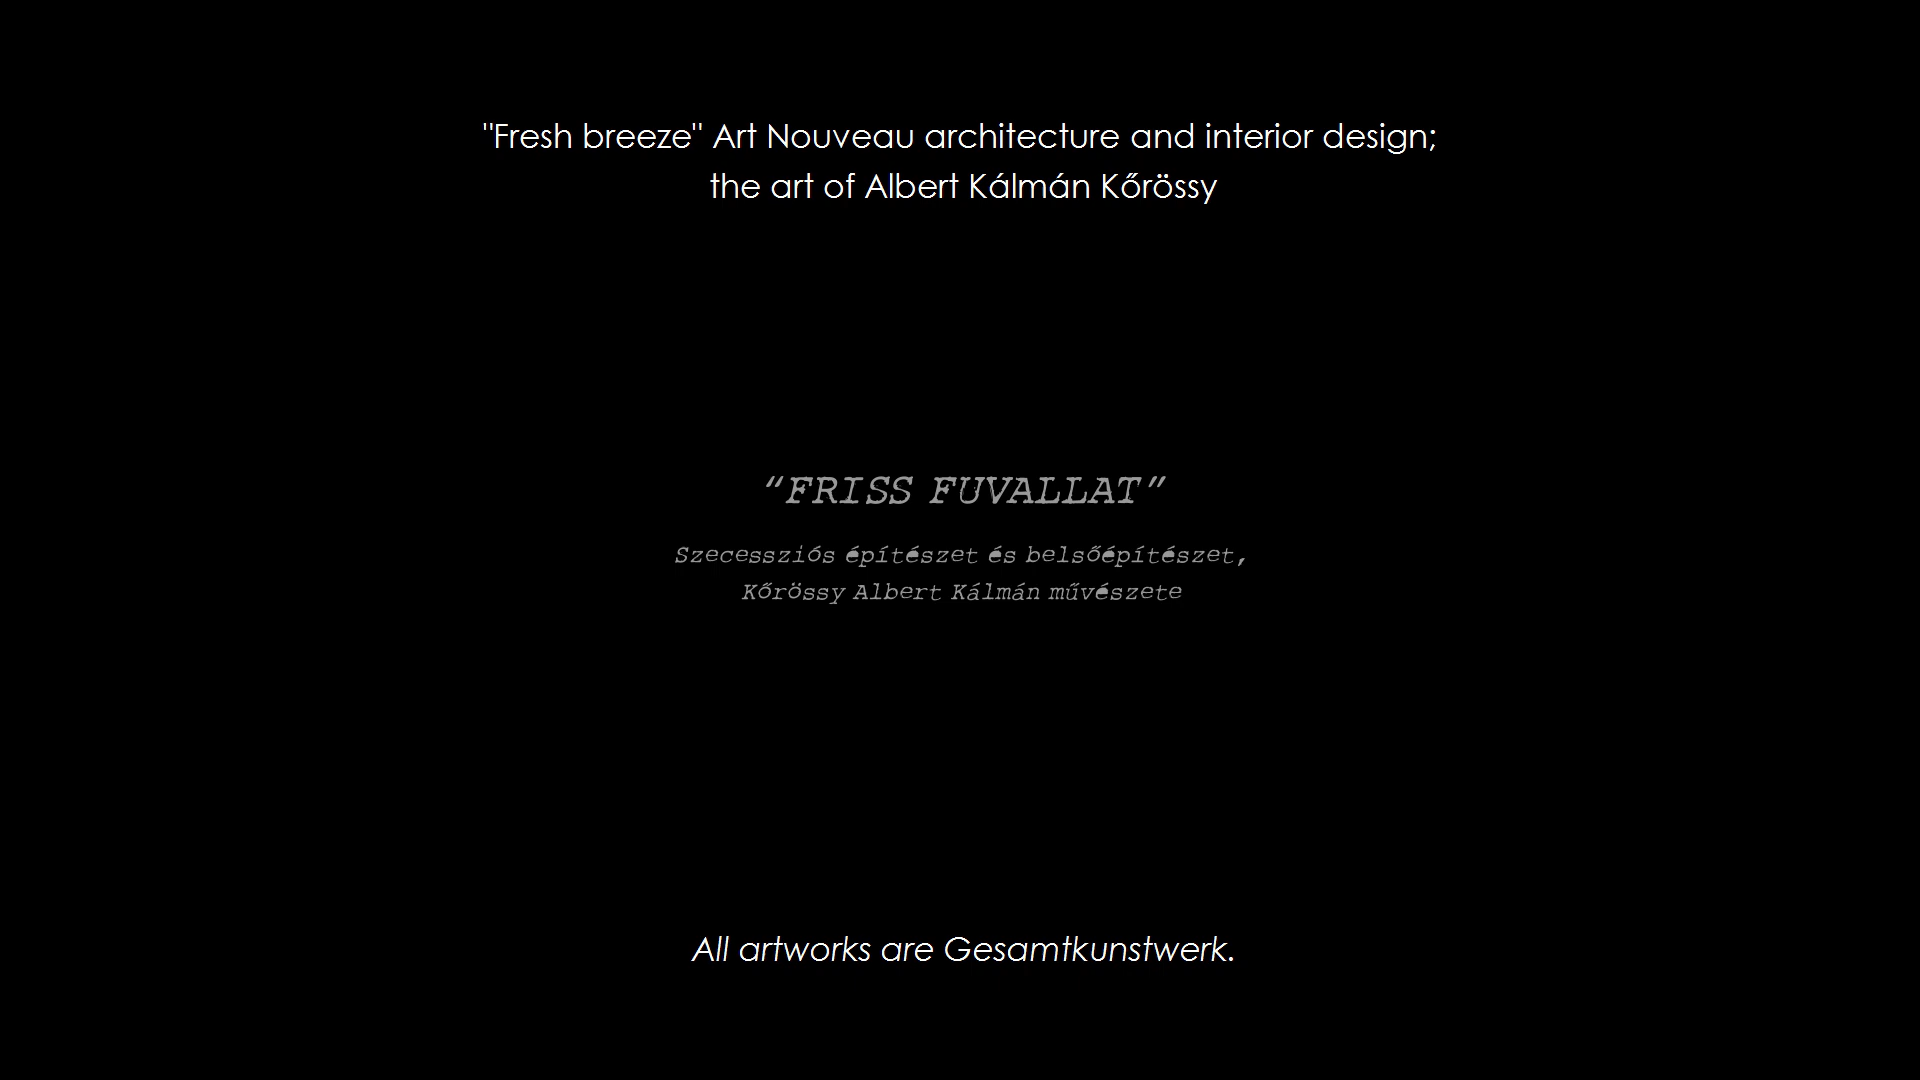 "Fresh breeze" Art Nouveau architecture and interior design;
the art of Albert Kálmán Kőrössy
“FRISS FUVALLAT”
Szecessziós építészet és belsőépítészet,
Kőrössy Albert Kálmán művészete
All artworks are Gesamtkunstwerk.